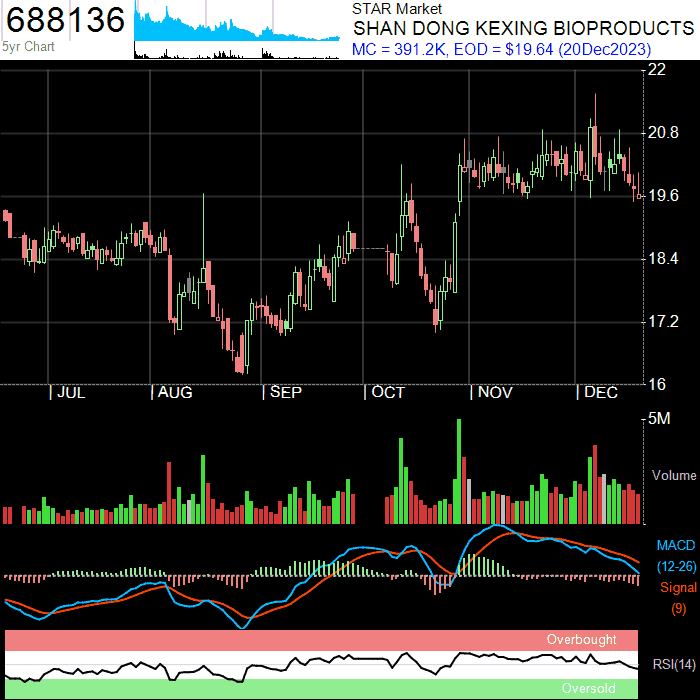 688136
5yr Chart
STAR Market
SHAN DONG KEXING BIOPRODUCTS
MC = 391.2K, EOD = $19.64 (20Dec2023)
22
20.8
19.6
18.4
17.2
16
JUL AUG SEP OCT NOV DEC
5M
Volume
MACD
(12-26)
Signal
(9)
Overbought
RSI(14)
Oversold